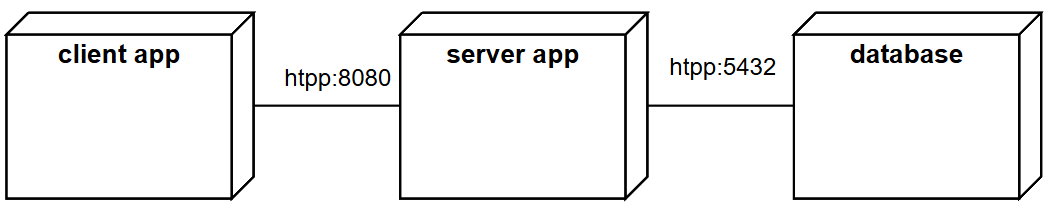 client app
htpp:8080
server app
htpp:5432
database